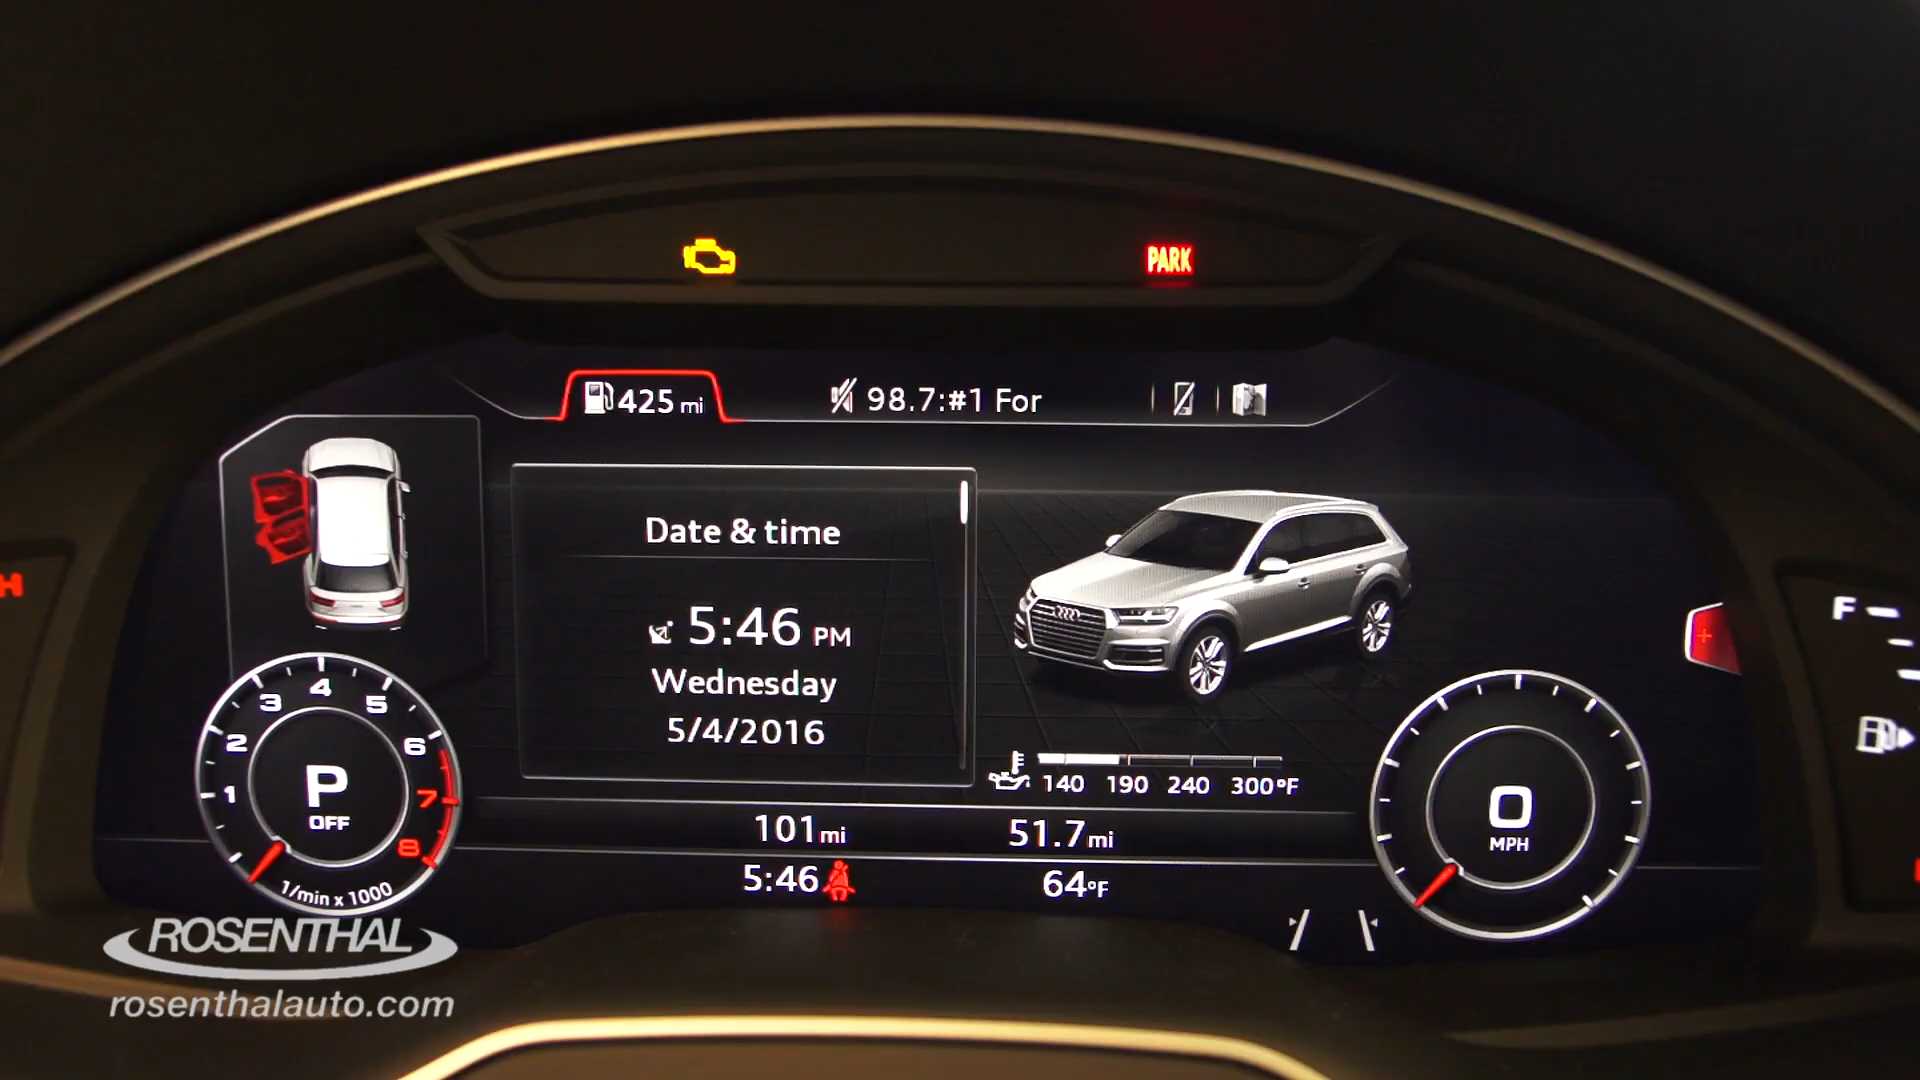 PARK
425 mi
98.7:#1 For
Date & time
5:46 PM
Wednesday
5/4/2016
H
F
1
2
3
4
5
6
7
8
P
OFF
1/min x 1000
140 190 240 300°F
0
MPH
101 mi
51.7 mi
5:46
64°F
ROSENTHAL
rosenthalauto.com